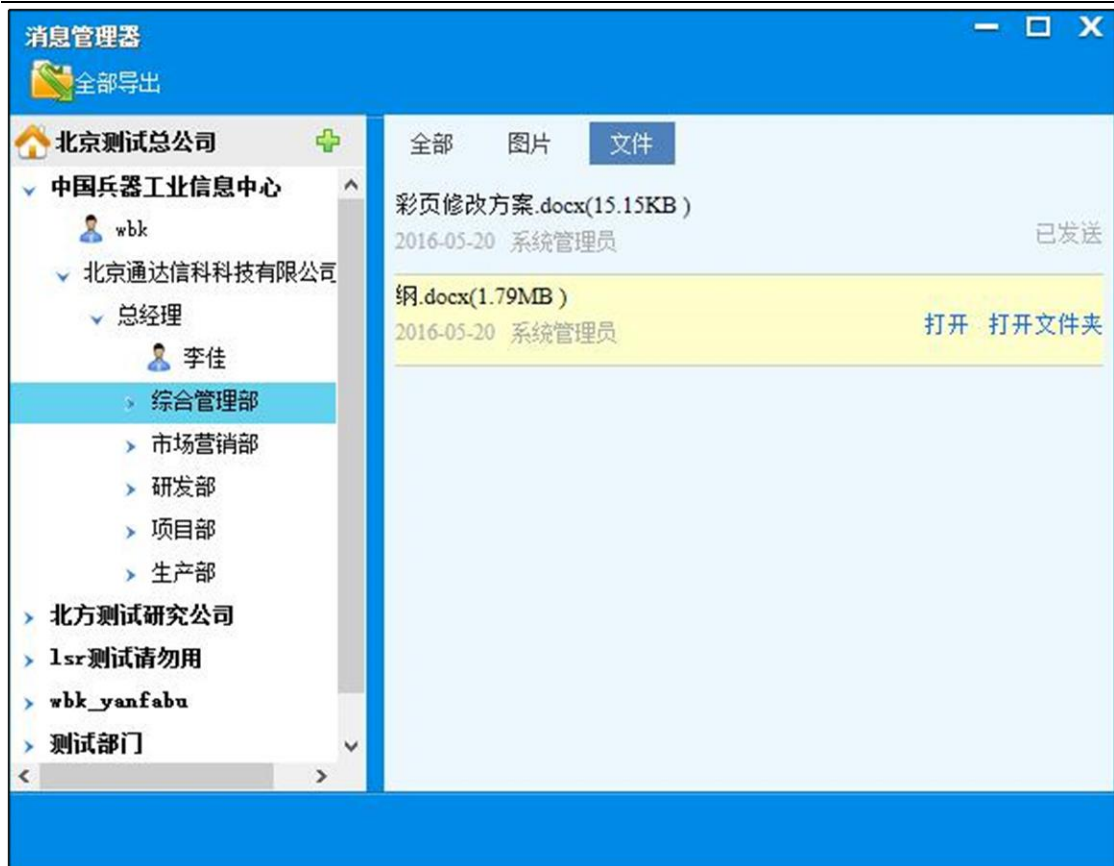 消息管理器
全部导出
北京测试总公司
中国兵器工业信息中心
wbk
北京通达信科科技有限公司
总经理
李佳
综合管理部
市场营销部
研发部
项目部
生产部
北方测试研究公司
lsr测试请勿用
wbk_yanfabu
测试部门
全部 图片 文件
彩页修改方案.docx(15.15KB )
2016-05-20 系统管理员 已发送
纲.docx(1.79MB )
2016-05-20 系统管理员 打开 打开文件夹